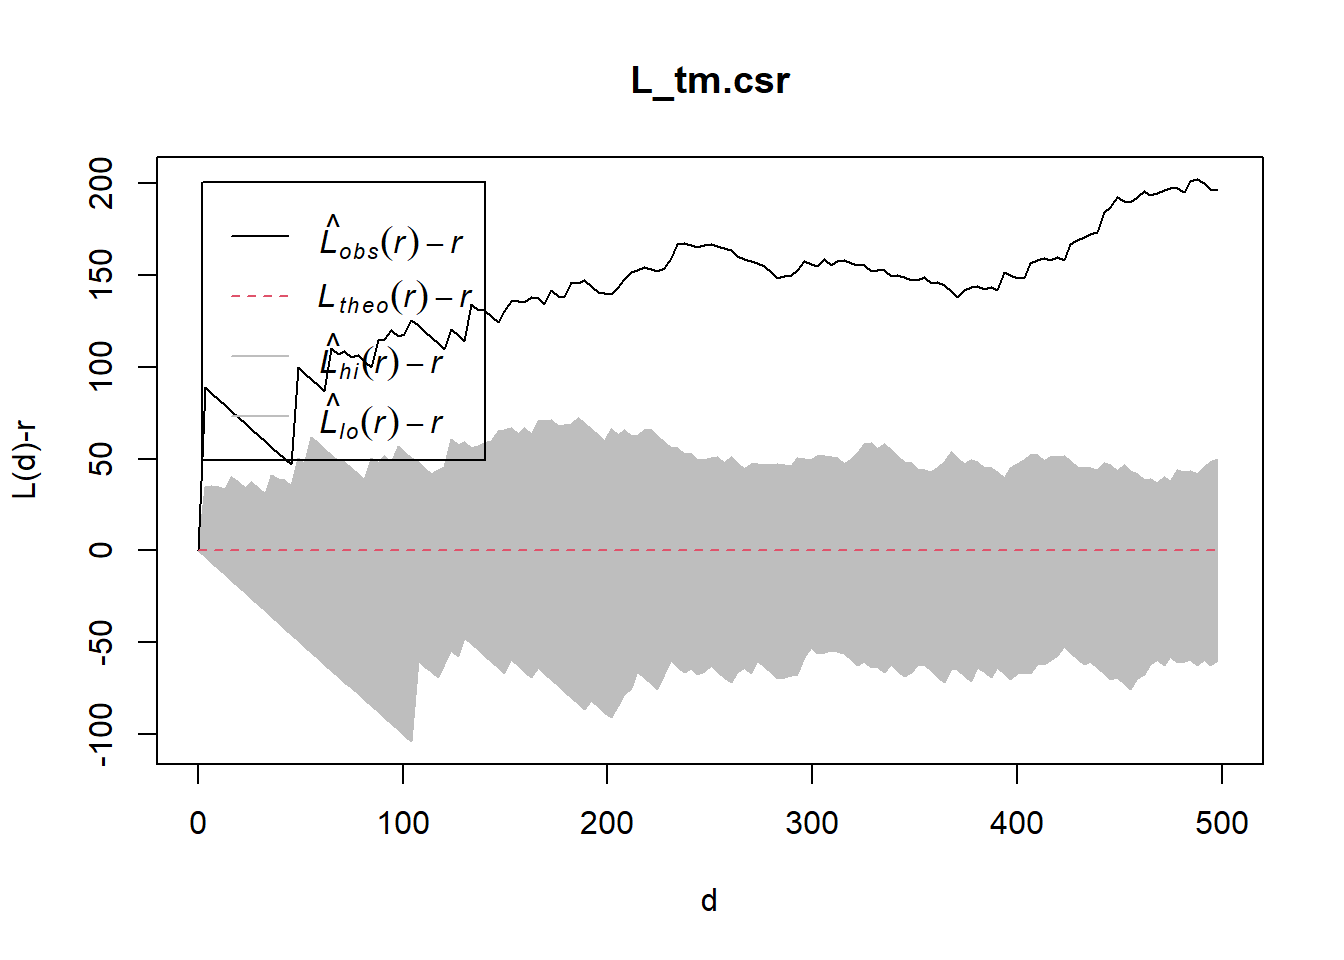 L_tm.csr
L(d)-r
200
150
100
50
0
-50
-100
L̂obs(r) − r
Ltheo(r) − r
L̂hi(r) − r
L̂lo(r) − r
0 100 200 300 400 500
d